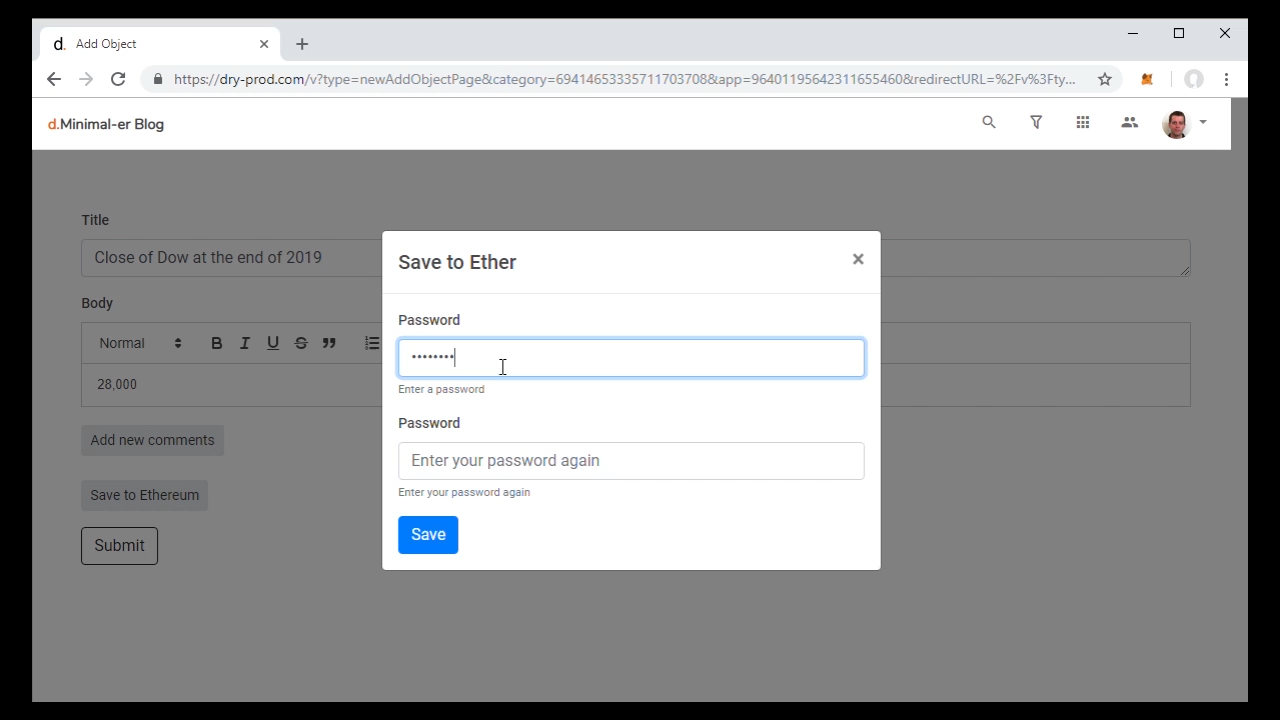 d. Add Object
https://dry-prod.com/v?type=newAddObjectPage&category=69414653335711703708&app=96401195642311655460&redirectURL=%2Fv%3Fty...
d.Minimal-er Blog
Title
Close of Dow at the end of 2019
Body
Normal B I U S
28,000
Add new comments
Save to Ethereum
Submit
Save to Ether
×
Password
••••••••
Enter a password
Password
Enter your password again
Enter your password again
Save